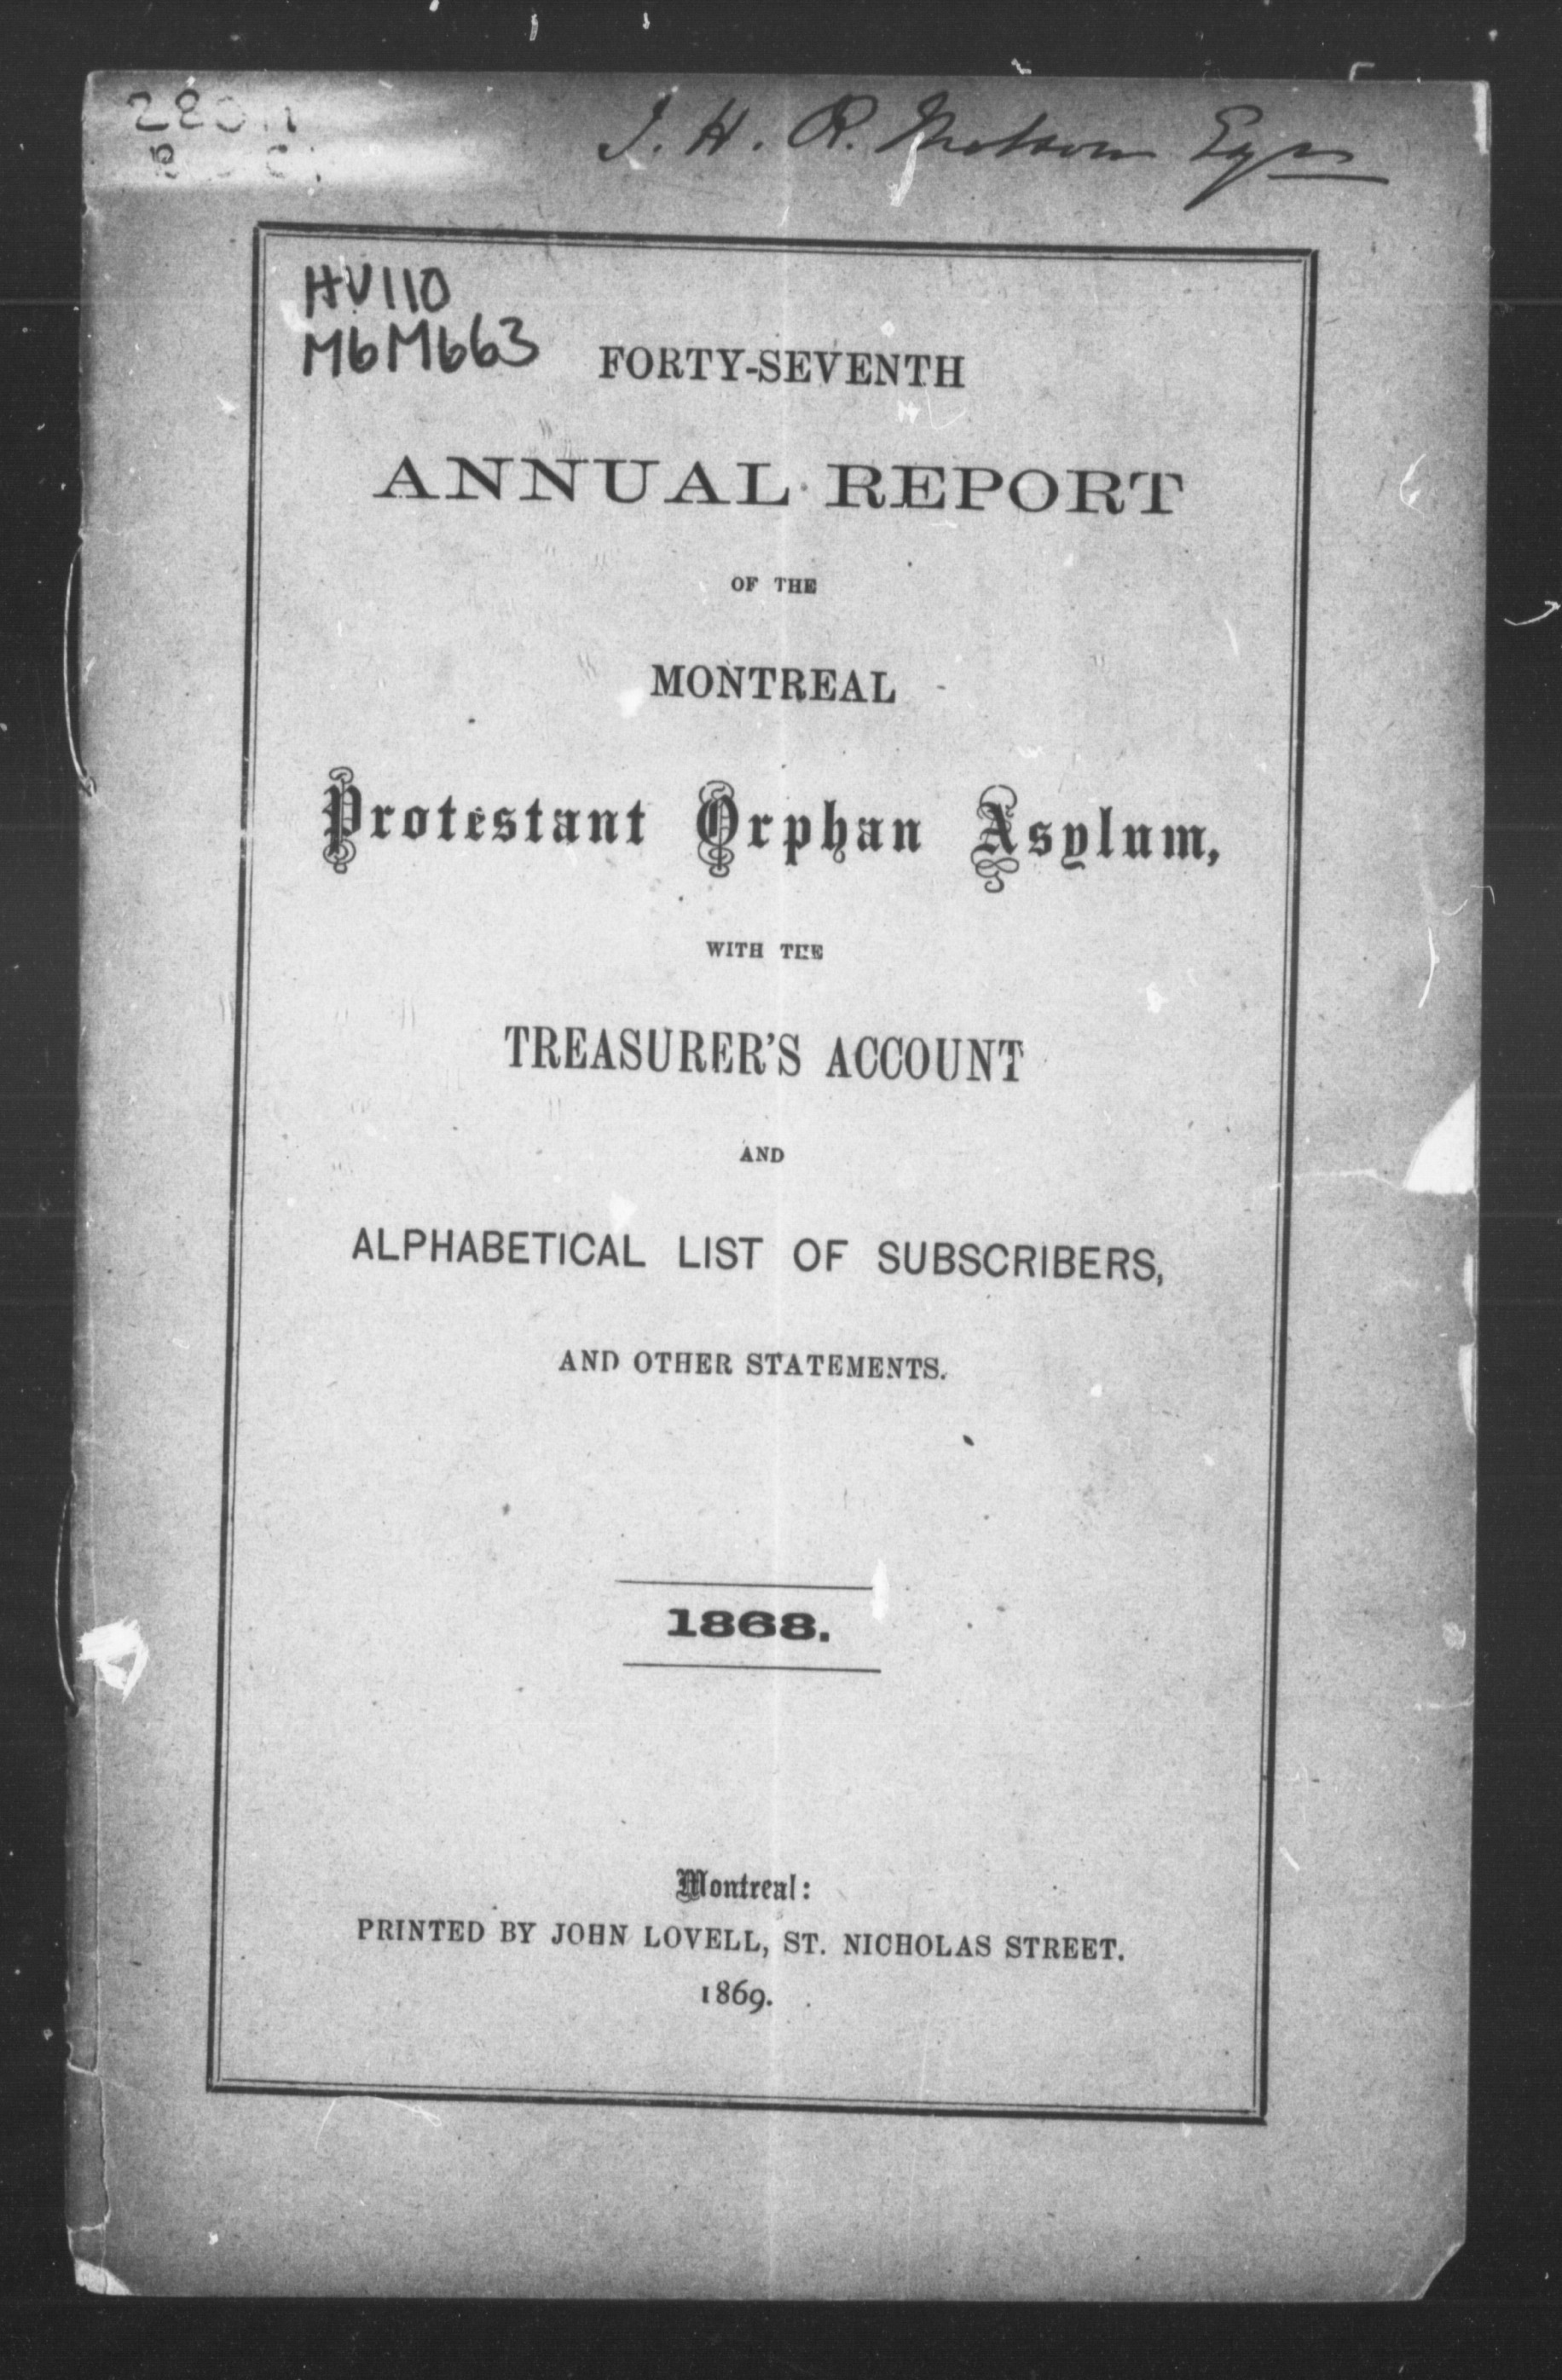 J. H. R. Molson Esqr
HV110
M6M663
FORTY-SEVENTH
ANNUAL REPORT
OF THE
MONTREAL
Protestant Orphan Asylum,
WITH THE
TREASURER'S ACCOUNT
AND
ALPHABETICAL LIST OF SUBSCRIBERS,
AND OTHER STATEMENTS.
1868.
Montreal:
PRINTED BY JOHN LOVELL, ST. NICHOLAS STREET.
1869.